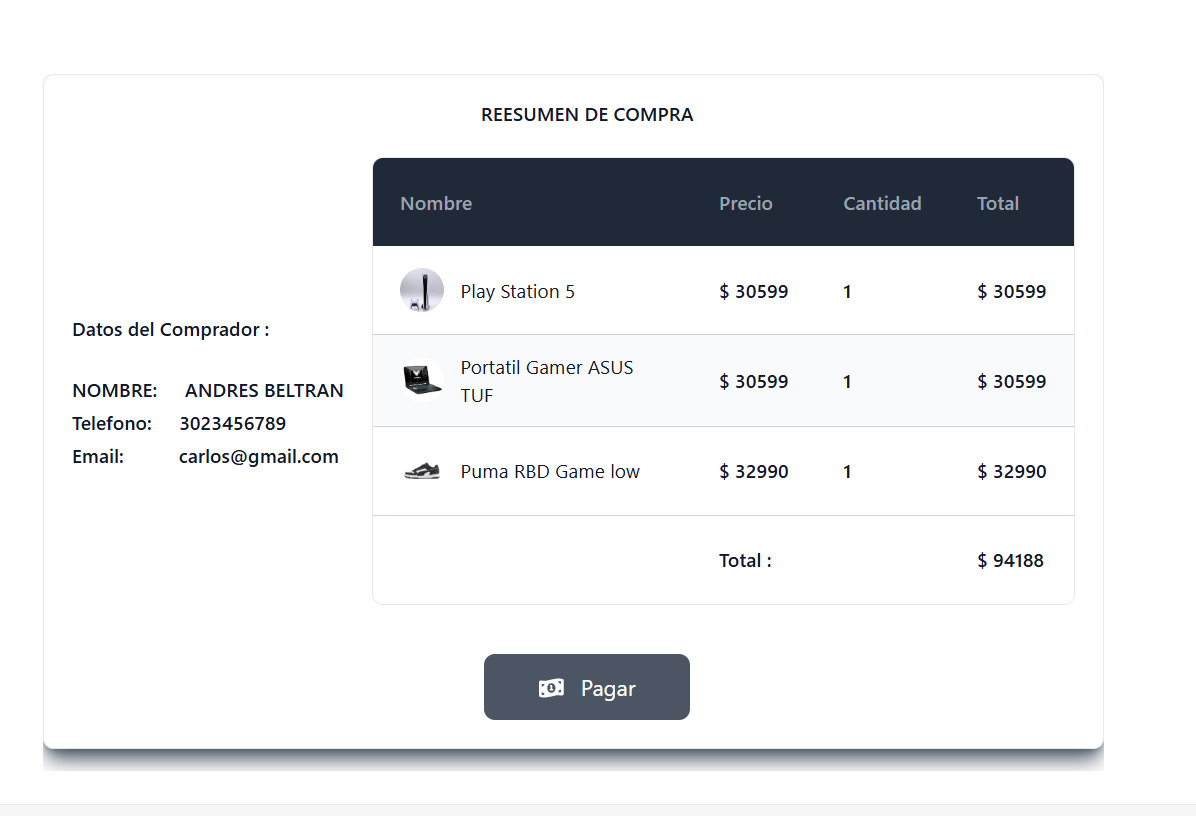 REESUMEN DE COMPRA
Datos del Comprador :
NOMBRE: ANDRES BELTRAN
Telefono: 3023456789
Email: carlos@gmail.com
Nombre Precio Cantidad Total
Play Station 5 $ 30599 1 $ 30599
Portatil Gamer ASUS
TUF $ 30599 1 $ 30599
Puma RBD Game low $ 32990 1 $ 32990
Total : $ 94188
Pagar